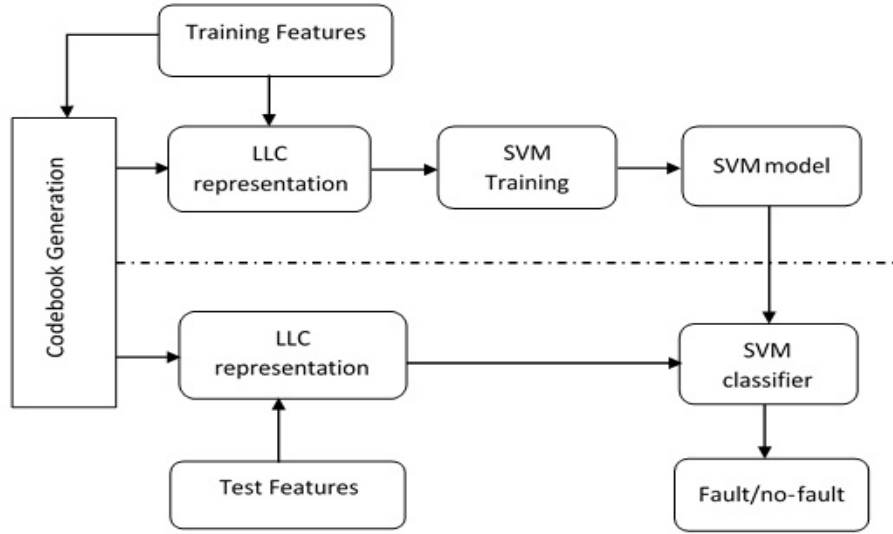 Training Features
Codebook Generation
LLC
representation
SVM
Training
SVM model
LLC
representation
SVM
classifier
Test Features
Fault/no-fault